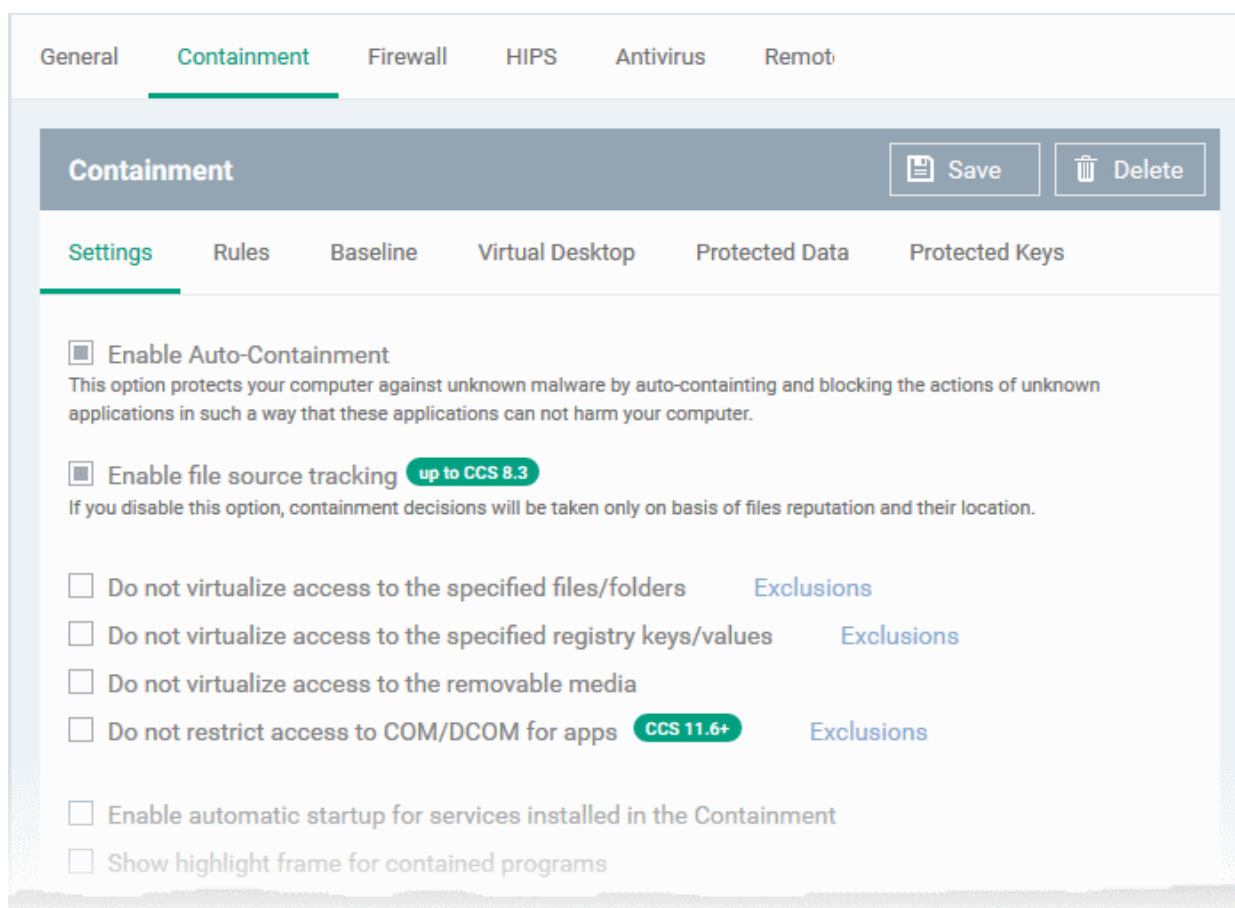 General Containment Firewall HIPS Antivirus Remot
Containment Save Delete
Settings Rules Baseline Virtual Desktop Protected Data Protected Keys
Enable Auto-Containment
This option protects your computer against unknown malware by auto-containting and blocking the actions of unknown
applications in such a way that these applications can not harm your computer.
Enable file source tracking up to CCS 8.3
If you disable this option, containment decisions will be taken only on basis of files reputation and their location.
Do not virtualize access to the specified files/folders Exclusions
Do not virtualize access to the specified registry keys/values Exclusions
Do not virtualize access to the removable media
Do not restrict access to COM/DCOM for apps CCS 11.6+ Exclusions
Enable automatic startup for services installed in the Containment
Show highlight frame for contained programs